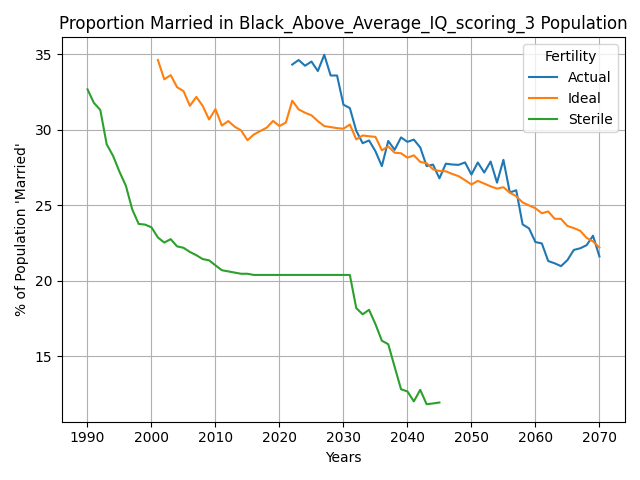 Proportion Married in Black_Above_Average_IQ_scoring_3 Population
Fertility
Actual
Ideal
Sterile
% of Population 'Married'
35
30
25
20
15
1990 2000 2010 2020 2030 2040 2050 2060 2070
Years